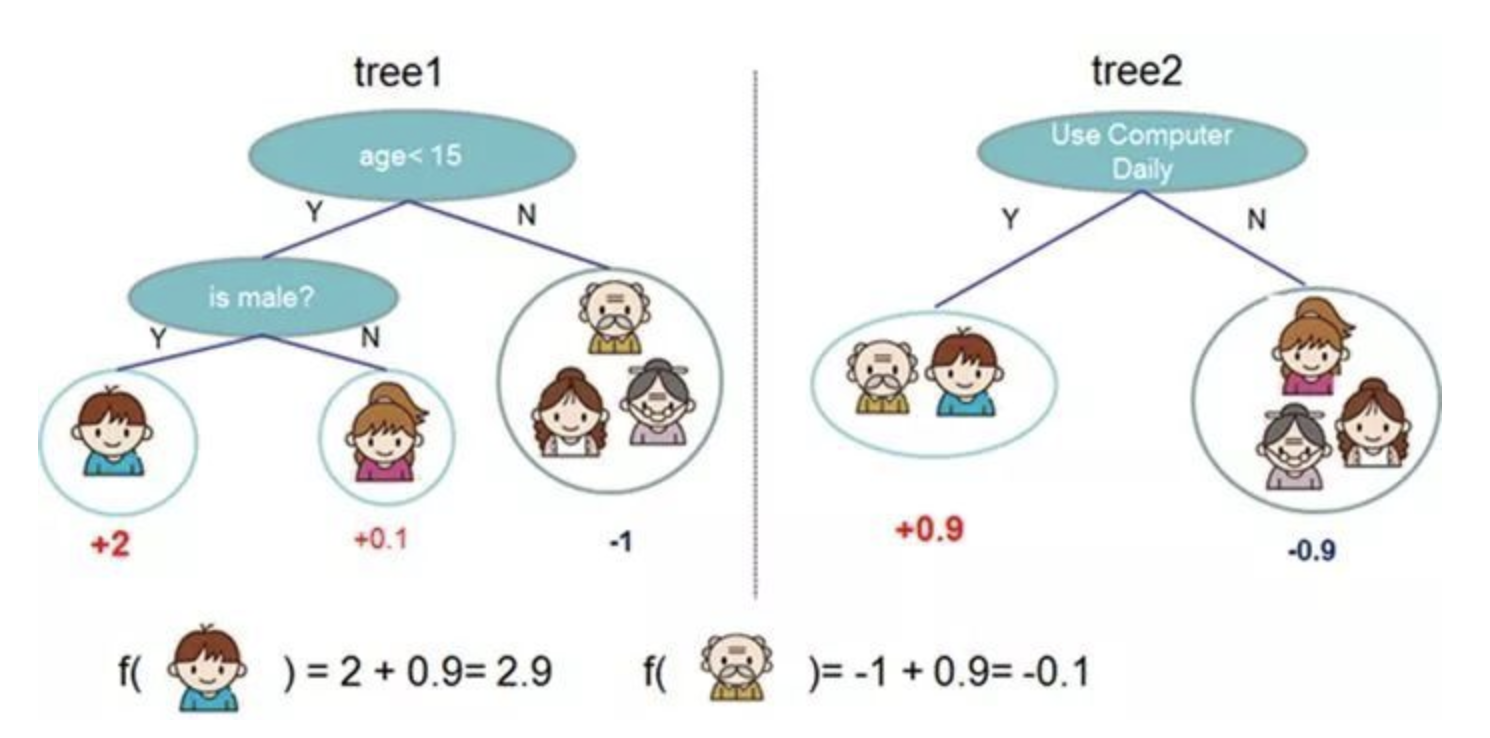 tree1
age< 15
Y
N
is male?
Y
N
+2
+0.1
-1
tree2
Use Computer
Daily
Y
N
+0.9
-0.9
f( ) = 2 + 0.9= 2.9
f( )= -1 + 0.9= -0.1